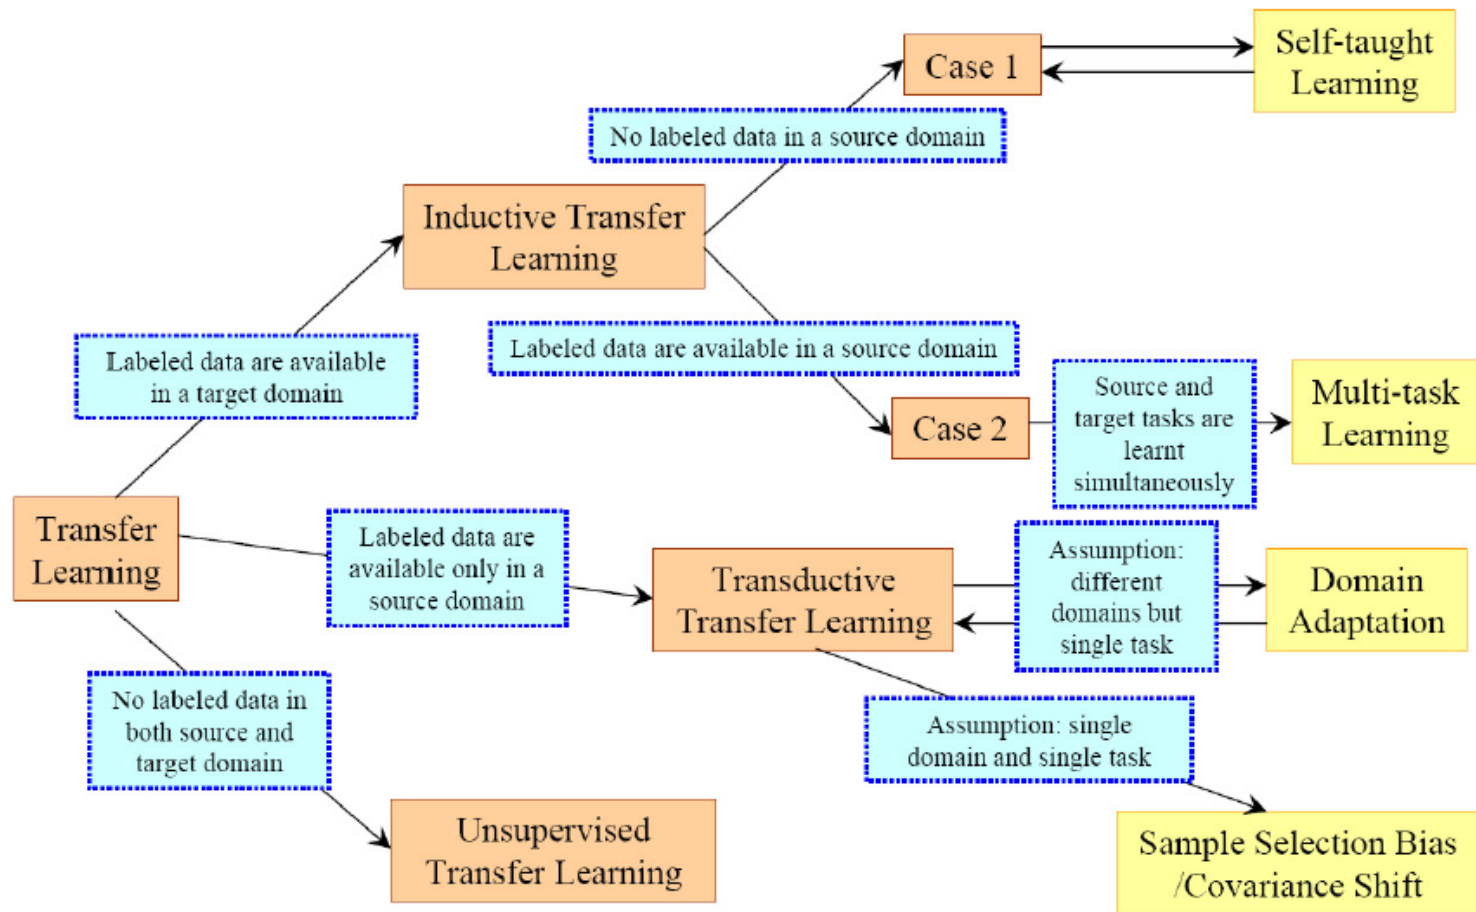 Case 1
Self-taught
Learning
No labeled data in a source domain
Inductive Transfer
Learning
Labeled data are available
in a target domain
Labeled data are available in a source domain
Case 2
Source and
target tasks are
learnt
simultaneously
Multi-task
Learning
Transfer
Learning
Labeled data are
available only in a
source domain
Transductive
Transfer Learning
Assumption:
different
domains but
single task
Domain
Adaptation
No labeled data in
both source and
target domain
Assumption: single
domain and single task
Unsupervised
Transfer Learning
Sample Selection Bias
/Covariance Shift